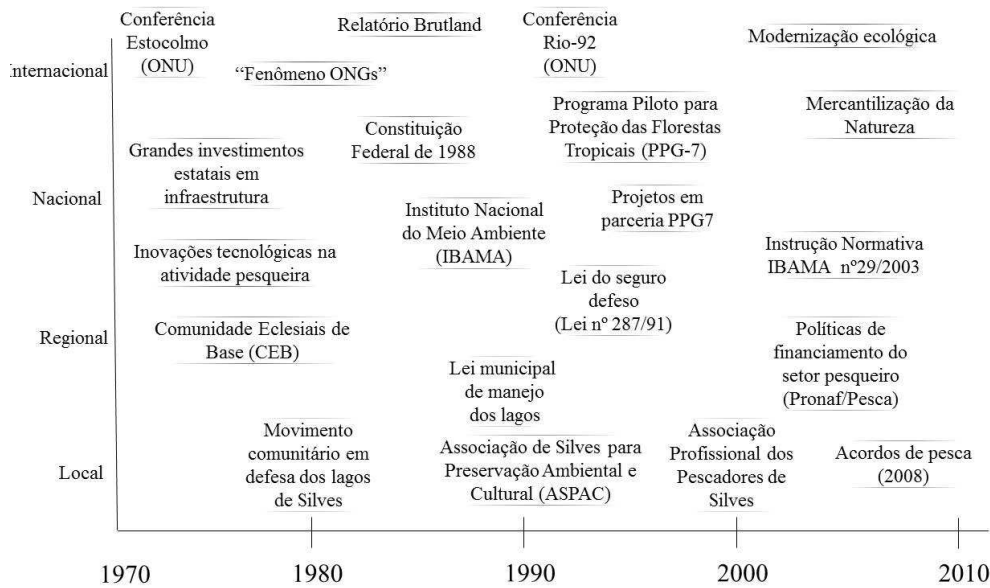 Conferência
Estocolmo
(ONU)
Relatório Brutland
Conferência
Rio-92
(ONU)
Modernização ecológica
Internacional
“Fenômeno ONGs”
Programa Piloto para
Proteção das Florestas
Tropicais (PPG-7)
Mercantilização da
Natureza
Constituição
Federal de 1988
Grandes investimentos
estatais em
infraestrutura
Nacional
Instituto Nacional
do Meio Ambiente
(IBAMA)
Projetos em
parceria PPG7
Inovações tecnológicas na
atividade pesqueira
Instrução Normativa
IBAMA nº29/2003
Lei do seguro
defeso
(Lei nº 287/91)
Regional
Comunidade Eclesiais de
Base (CEB)
Políticas de
financiamento do
setor pesqueiro
(Pronaf/Pesca)
Lei municipal
de manejo
dos lagos
Local
Movimento
comunitário em
defesa dos lagos
de Silves
Associação de Silves para
Preservação Ambiental e
Cultural (ASPAC)
Associação
Profissional dos
Pescadores de
Silves
Acordos de pesca
(2008)
1970
1980
1990
2000
2010